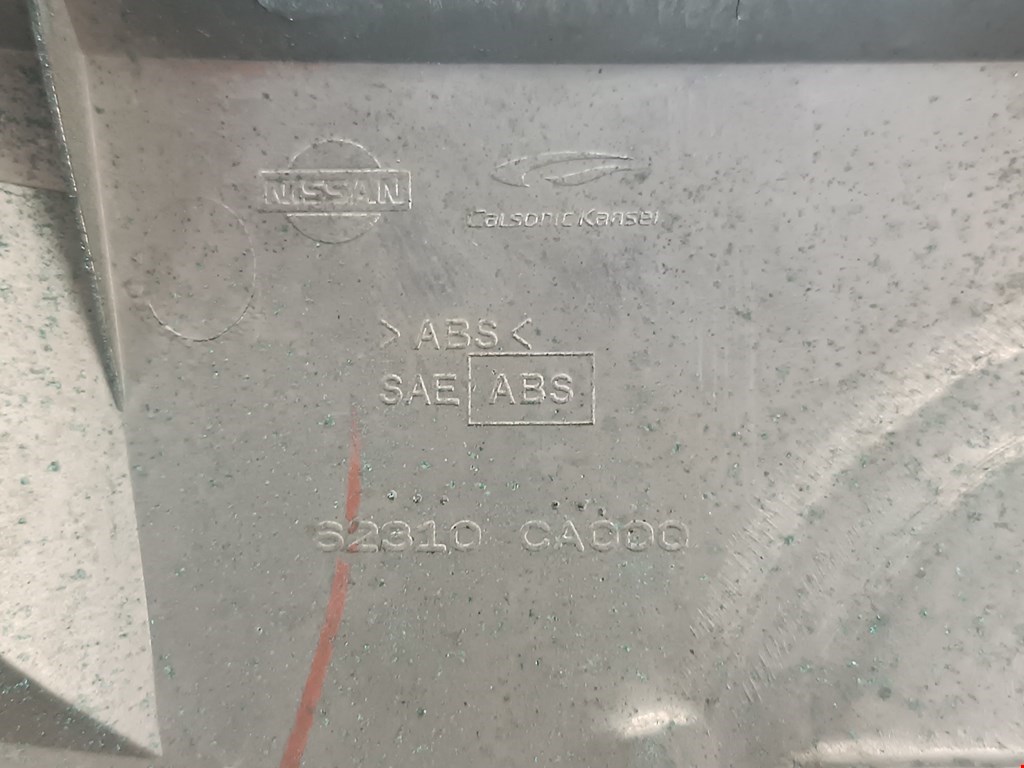 NISSAN
Calsonic Kansei
>ABS<
SAE ABS
62310 CA000